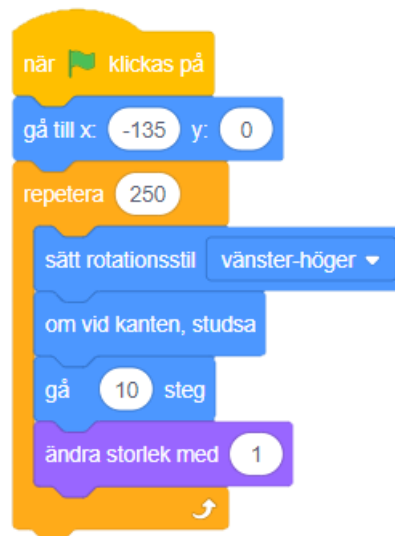 när klickas på
gå till x: -135 y: 0
repetera 250
sätt rotationsstil vänster-höger
om vid kanten, studsa
gå 10 steg
ändra storlek med 1